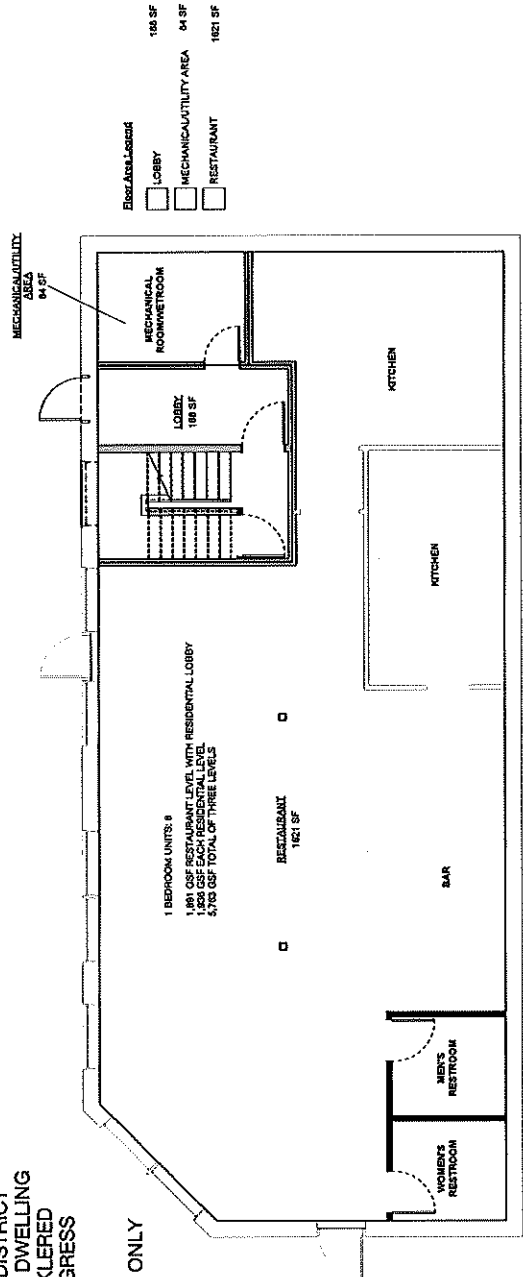 DISTRICT
DWELLING
KLERED
GRESS
ONLY
MECHANICAL/UTILITY
AREA
84 SF
Floor Area Legend
LOBBY 188 SF
MECHANICAL/UTILITY AREA 84 SF
RESTAURANT 1621 SF
MECHANICAL
ROOM/WETROOM
LOBBY
188 SF
KITCHEN
KITCHEN
1 BEDROOM UNITS: 8
1,891 GSF RESTAURANT LEVEL WITH RESIDENTIAL LOBBY
1,936 GSF EACH RESIDENTIAL LEVEL
5,763 GSF TOTAL OF THREE LEVELS
RESTAURANT
1621 SF
BAR
MEN'S
RESTROOM
WOMEN'S
RESTROOM